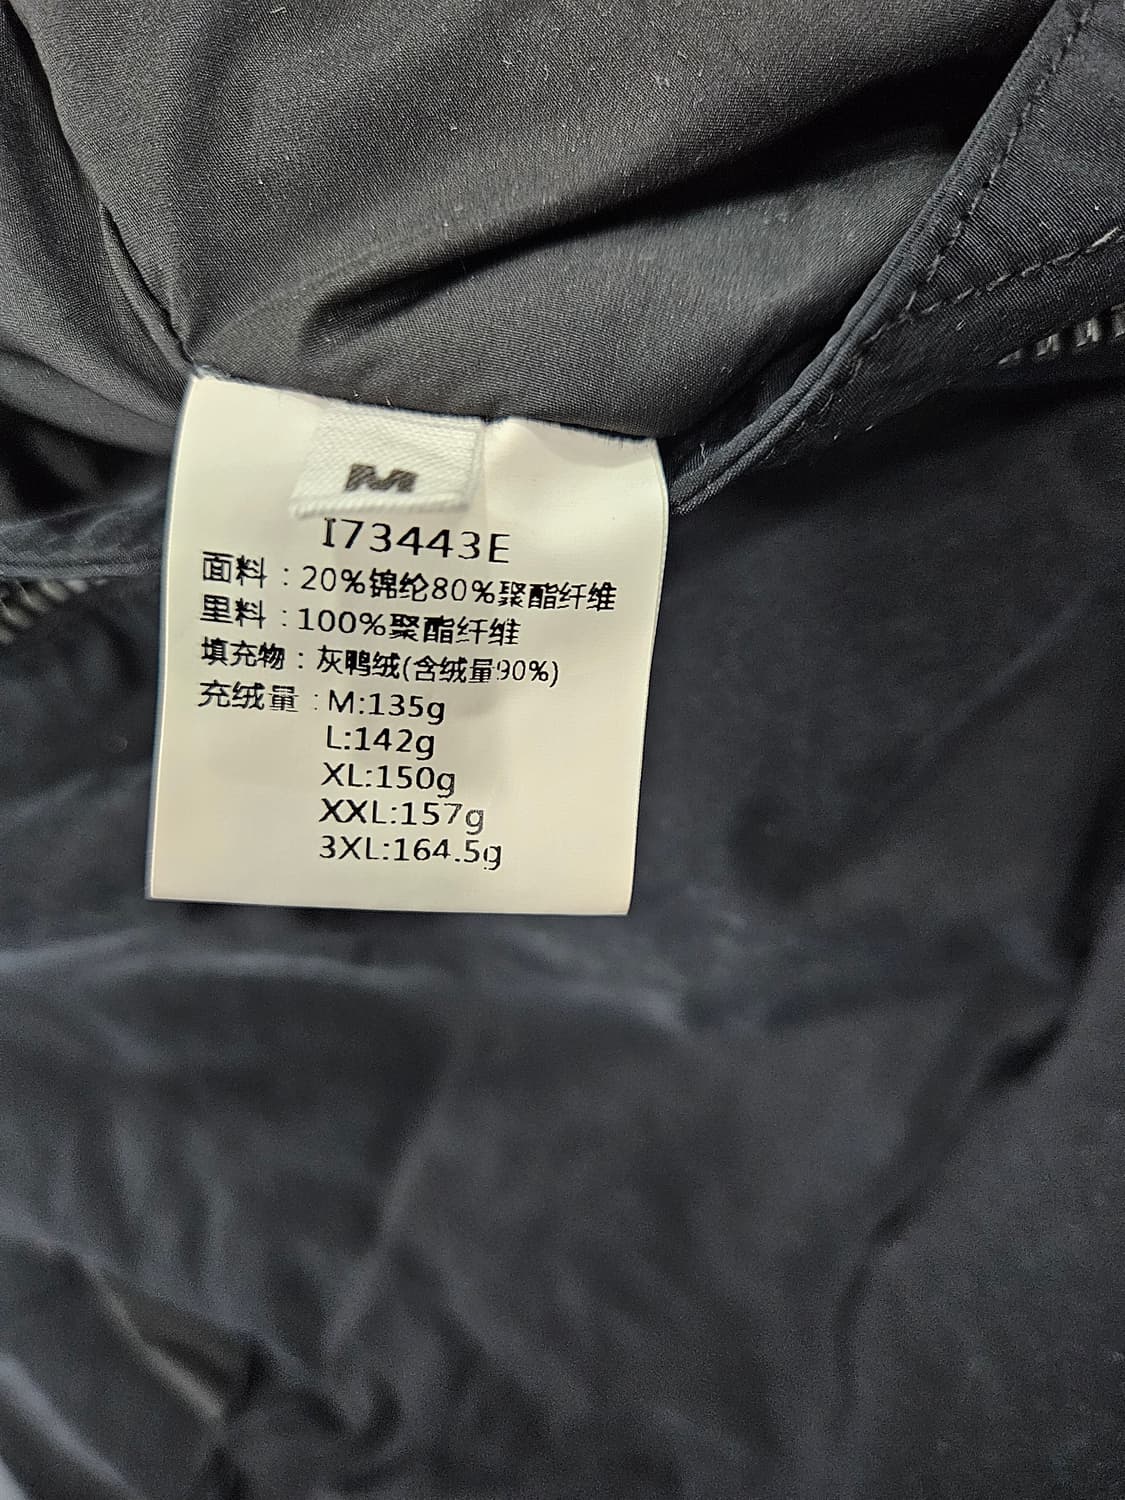 M
I73443E
面料:20%锦纶80%聚酯纤维
里料:100%聚酯纤维
填充物:灰鸭绒(含绒量90%)
充绒量:M:135g
L:142g
XL:150g
XXL:157g
3XL:164.5g